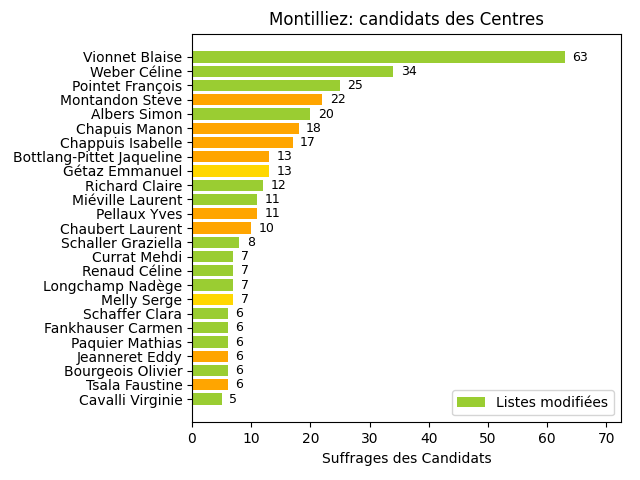 Montilliez: candidats des Centres
Vionnet Blaise 63
Weber Céline 34
Pointet François 25
Montandon Steve 22
Albers Simon 20
Chapuis Manon 18
Chappuis Isabelle 17
Bottlang-Pittet Jaqueline 13
Gétaz Emmanuel 13
Richard Claire 12
Miéville Laurent 11
Pellaux Yves 11
Chaubert Laurent 10
Schaller Graziella 8
Currat Mehdi 7
Renaud Céline 7
Longchamp Nadège 7
Melly Serge 7
Schaffer Clara 6
Fankhauser Carmen 6
Paquier Mathias 6
Jeanneret Eddy 6
Bourgeois Olivier 6
Tsala Faustine 6
Cavalli Virginie 5
Listes modifiées
0 10 20 30 40 50 60 70
Suffrages des Candidats